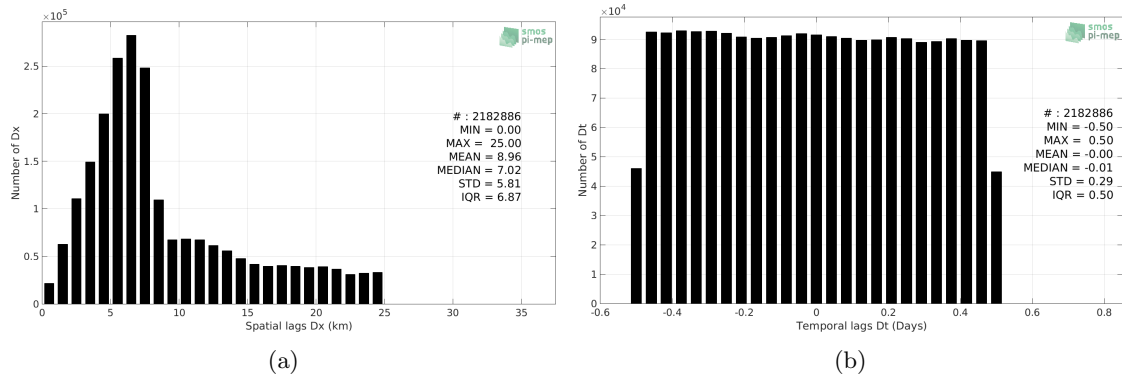 ×10⁵
smos
pi-mep
2.5
2
1.5
1
0.5
0
Number of Dx
# : 2182886
MIN = 0.00
MAX = 25.00
MEAN = 8.96
MEDIAN = 7.02
STD = 5.81
IQR = 6.87
0 5 10 15 20 25 30 35
Spatial lags Dx (km)
(a)
×10⁴
smos
pi-mep
9
8
7
6
5
4
3
2
1
0
Number of Dt
# : 2182886
MIN = -0.50
MAX = 0.50
MEAN = -0.00
MEDIAN = -0.01
STD = 0.29
IQR = 0.50
-0.6 -0.4 -0.2 0 0.2 0.4 0.6 0.8
Temporal lags Dt (Days)
(b)